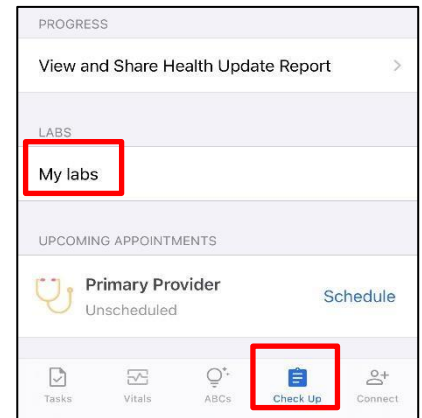 PROGRESS
View and Share Health Update Report
LABS
My labs
UPCOMING APPOINTMENTS
Primary Provider
Unscheduled
Schedule
Tasks
Vitals
ABCs
Check Up
Connect